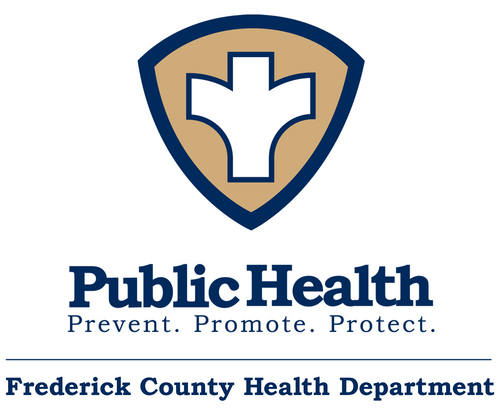 Public Health
Prevent. Promote. Protect.
Frederick County Health Department